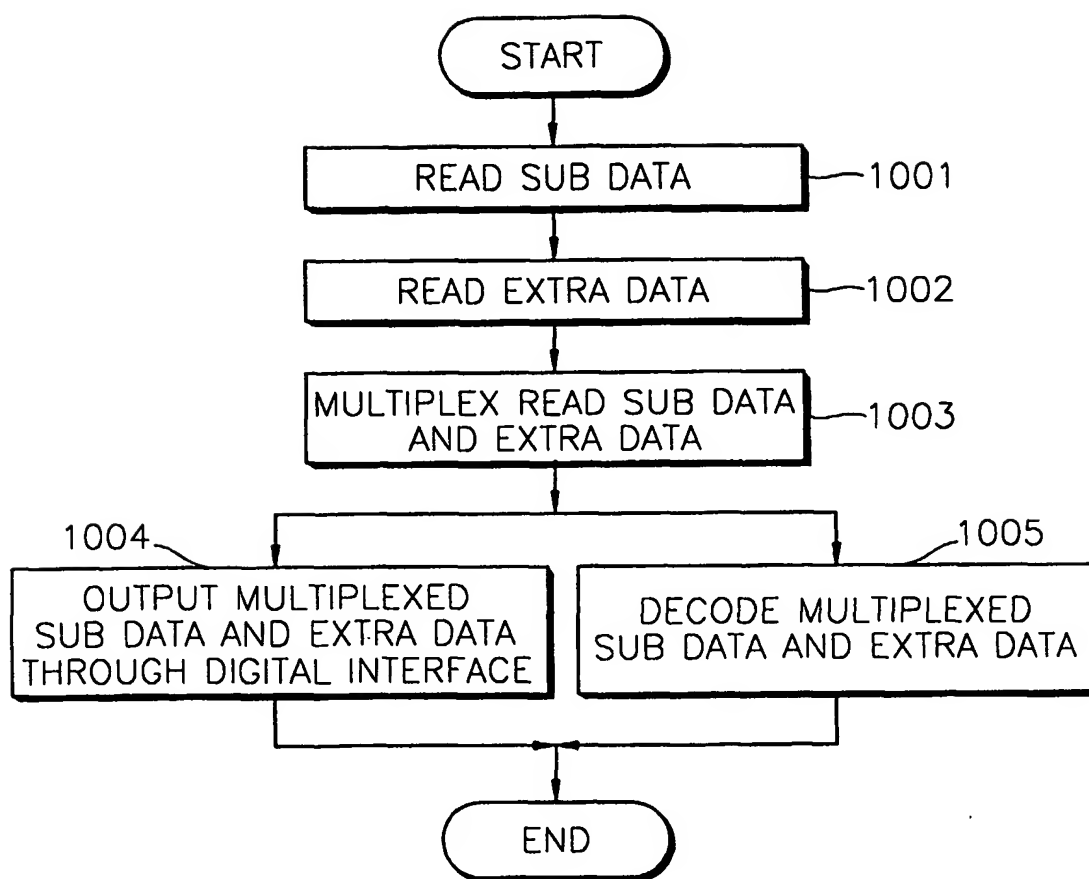 START
READ SUB DATA
1001
READ EXTRA DATA
1002
MULTIPLEX READ SUB DATA
AND EXTRA DATA
1003
1004
OUTPUT MULTIPLEXED
SUB DATA AND EXTRA DATA
THROUGH DIGITAL INTERFACE
1005
DECODE MULTIPLEXED
SUB DATA AND EXTRA DATA
END